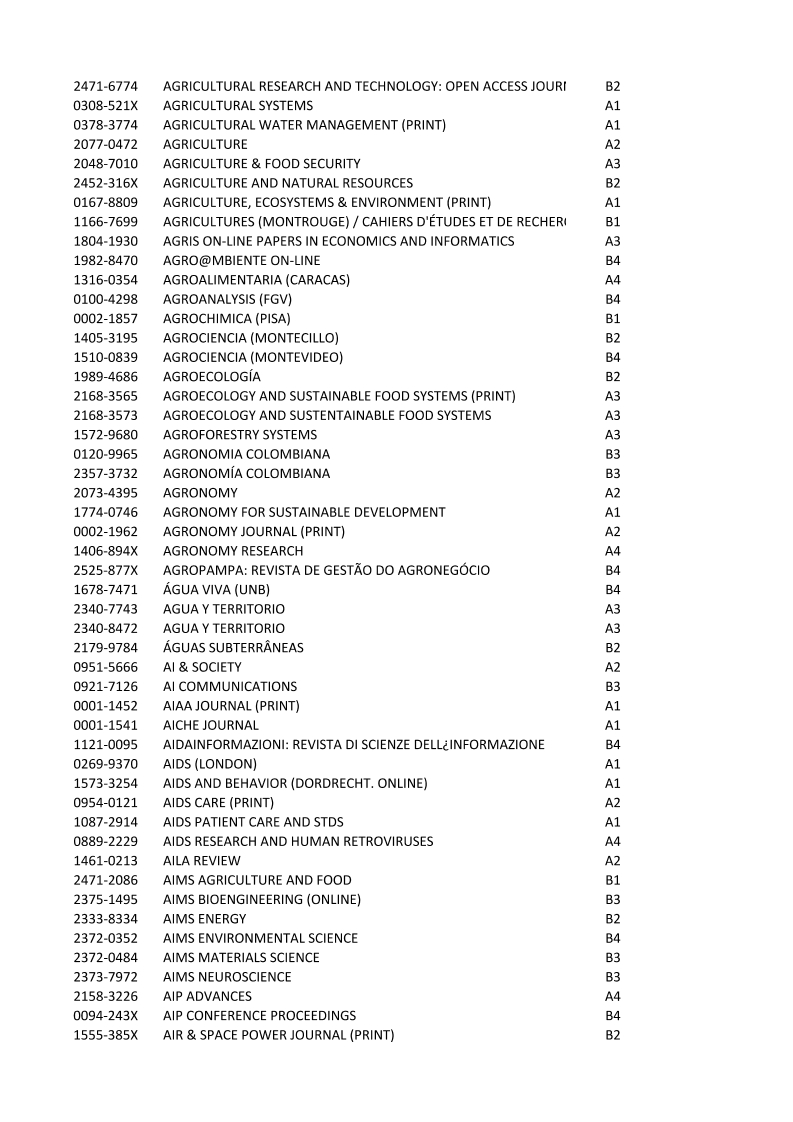 2471-6774 AGRICULTURAL RESEARCH AND TECHNOLOGY: OPEN ACCESS JOURN B2
0308-521X AGRICULTURAL SYSTEMS A1
0378-3774 AGRICULTURAL WATER MANAGEMENT (PRINT) A1
2077-0472 AGRICULTURE A2
2048-7010 AGRICULTURE & FOOD SECURITY A3
2452-316X AGRICULTURE AND NATURAL RESOURCES B2
0167-8809 AGRICULTURE, ECOSYSTEMS & ENVIRONMENT (PRINT) A1
1166-7699 AGRICULTURES (MONTROUGE) / CAHIERS D'ÉTUDES ET DE RECHERC B1
1804-1930 AGRIS ON-LINE PAPERS IN ECONOMICS AND INFORMATICS A3
1982-8470 AGRO@MBIENTE ON-LINE B4
1316-0354 AGROALIMENTARIA (CARACAS) A4
0100-4298 AGROANALYSIS (FGV) B4
0002-1857 AGROCHIMICA (PISA) B1
1405-3195 AGROCIENCIA (MONTECILLO) B2
1510-0839 AGROCIENCIA (MONTEVIDEO) B4
1989-4686 AGROECOLOGÍA B2
2168-3565 AGROECOLOGY AND SUSTAINABLE FOOD SYSTEMS (PRINT) A3
2168-3573 AGROECOLOGY AND SUSTENTAINABLE FOOD SYSTEMS A3
1572-9680 AGROFORESTRY SYSTEMS A3
0120-9965 AGRONOMIA COLOMBIANA B3
2357-3732 AGRONOMÍA COLOMBIANA B3
2073-4395 AGRONOMY A2
1774-0746 AGRONOMY FOR SUSTAINABLE DEVELOPMENT A1
0002-1962 AGRONOMY JOURNAL (PRINT) A2
1406-894X AGRONOMY RESEARCH A4
2525-877X AGROPAMPA: REVISTA DE GESTÃO DO AGRONEGÓCIO B4
1678-7471 ÁGUA VIVA (UNB) B4
2340-7743 AGUA Y TERRITORIO A3
2340-8472 AGUA Y TERRITORIO A3
2179-9784 ÁGUAS SUBTERRÂNEAS B2
0951-5666 AI & SOCIETY A2
0921-7126 AI COMMUNICATIONS B3
0001-1452 AIAA JOURNAL (PRINT) A1
0001-1541 AICHE JOURNAL A1
1121-0095 AIDAINFORMAZIONI: REVISTA DI SCIENZE DELL¿INFORMAZIONE B4
0269-9370 AIDS (LONDON) A1
1573-3254 AIDS AND BEHAVIOR (DORDRECHT. ONLINE) A1
0954-0121 AIDS CARE (PRINT) A2
1087-2914 AIDS PATIENT CARE AND STDS A1
0889-2229 AIDS RESEARCH AND HUMAN RETROVIRUSES A4
1461-0213 AILA REVIEW A2
2471-2086 AIMS AGRICULTURE AND FOOD B1
2375-1495 AIMS BIOENGINEERING (ONLINE) B3
2333-8334 AIMS ENERGY B2
2372-0352 AIMS ENVIRONMENTAL SCIENCE B4
2372-0484 AIMS MATERIALS SCIENCE B3
2373-7972 AIMS NEUROSCIENCE B3
2158-3226 AIP ADVANCES A4
0094-243X AIP CONFERENCE PROCEEDINGS B4
1555-385X AIR & SPACE POWER JOURNAL (PRINT) B2